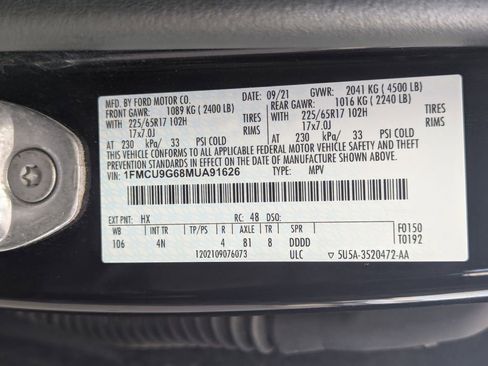 MFD. BY FORD MOTOR CO. DATE: 09/21 GVWR: 2041 KG ( 4500 LB)
FRONT GAWR: 1089 KG ( 2400 LB) REAR GAWR: 1016 KG ( 2240 LB)
WITH 225/65R17 102H TIRES WITH 225/65R17 102H TIRES
17x7.0J RIMS 17x7.0J RIMS
AT 230 kPa/ 33 PSI COLD AT 230 kPa/ 33 PSI COLD
THIS VEHICLE CONFORMS TO ALL APPLICABLE FEDERAL MOTOR VEHICLE SAFETY AND THEFT
PREVENTION STANDARDS IN EFFECT ON THE DATE OF MANUFACTURE SHOWN ABOVE.
VIN: 1FMCU9G68MUA91626 TYPE: MPV
EXT PNT: HX RC: 48 DSO: F0150
WB INT TR TP/PS R AXLE TR SPR T0192
106 4N 4 81 8 DDDD
1202109076073 ULC ▽ 5U5A-3520472-AA